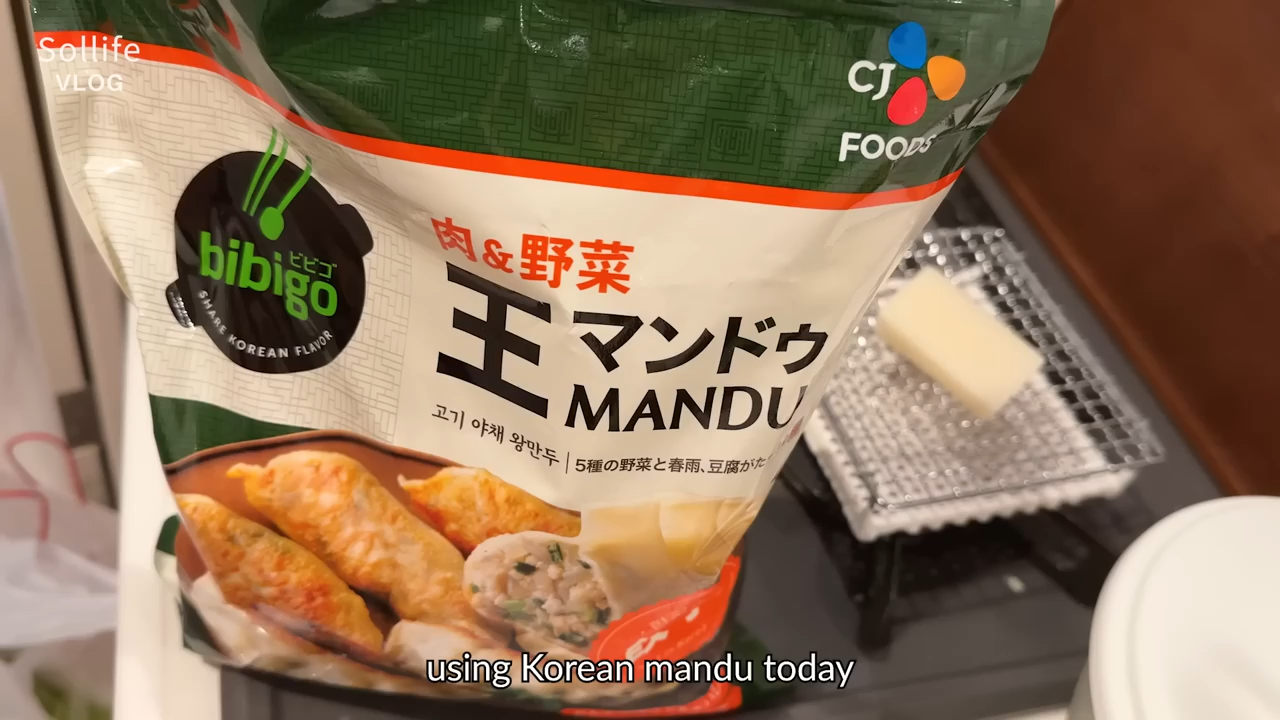 Sollife
VLOG
CJ
FOODS
bibigo
ビビゴ
SHARE KOREAN FLAVOR
肉&野菜
王マンドゥ
MANDU
고기 야채 왕만두
5種の野菜と春雨、豆腐がた
using Korean mandu today